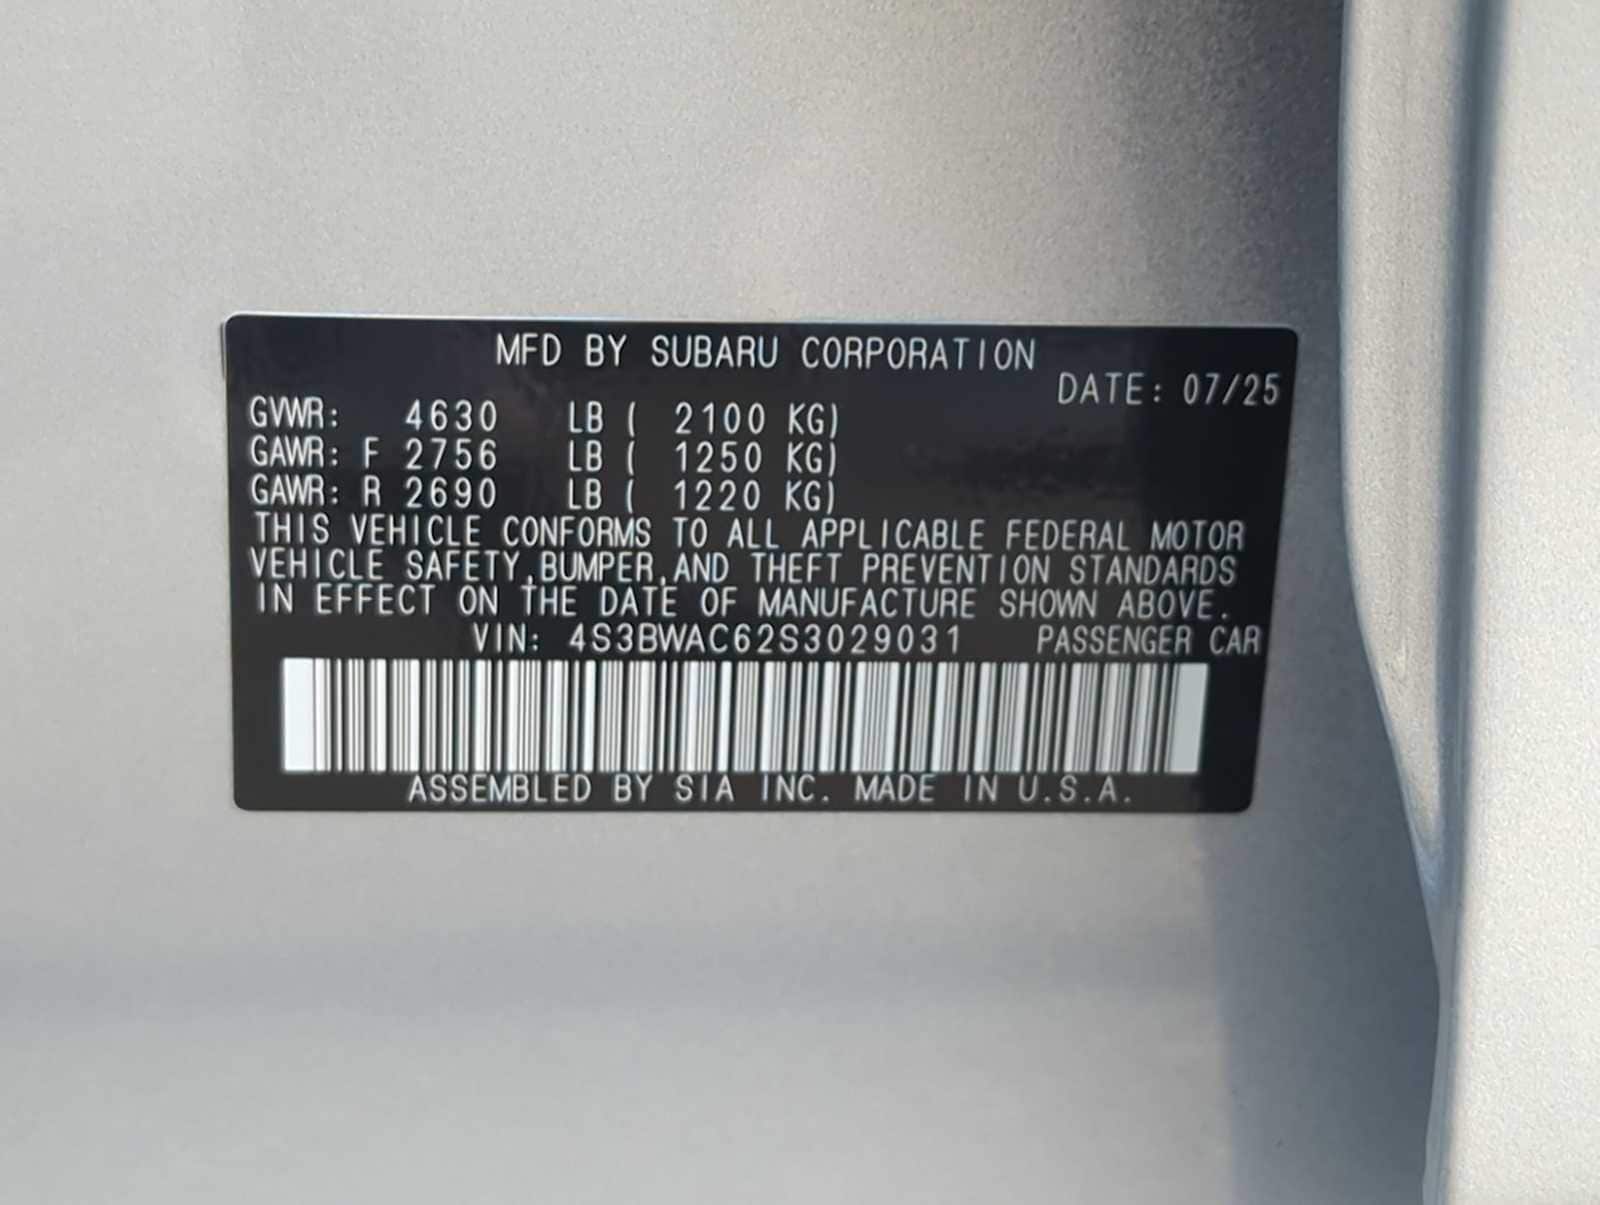 MFD BY SUBARU CORPORATION
DATE: 07/25
GVWR: 4630 LB ( 2100 KG)
GAWR: F 2756 LB ( 1250 KG)
GAWR: R 2690 LB ( 1220 KG)
THIS VEHICLE CONFORMS TO ALL APPLICABLE FEDERAL MOTOR
VEHICLE SAFETY,BUMPER,AND THEFT PREVENTION STANDARDS
IN EFFECT ON THE DATE OF MANUFACTURE SHOWN ABOVE.
VIN: 4S3BWAC62S3029031 PASSENGER CAR
ASSEMBLED BY SIA INC. MADE IN U.S.A.